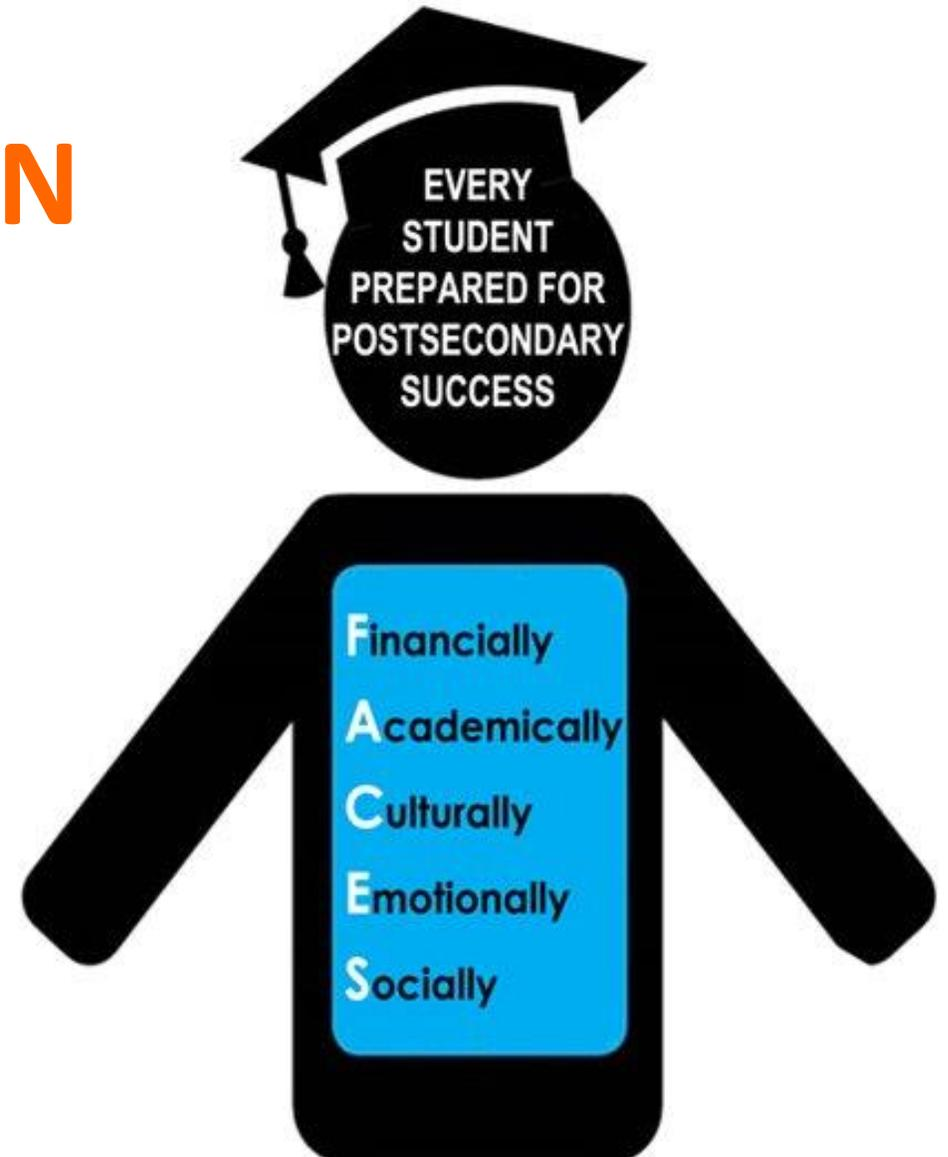 N
EVERY
STUDENT
PREPARED FOR
POSTSECONDARY
SUCCESS
Financially
Academically
Culturally
Emotionally
Socially